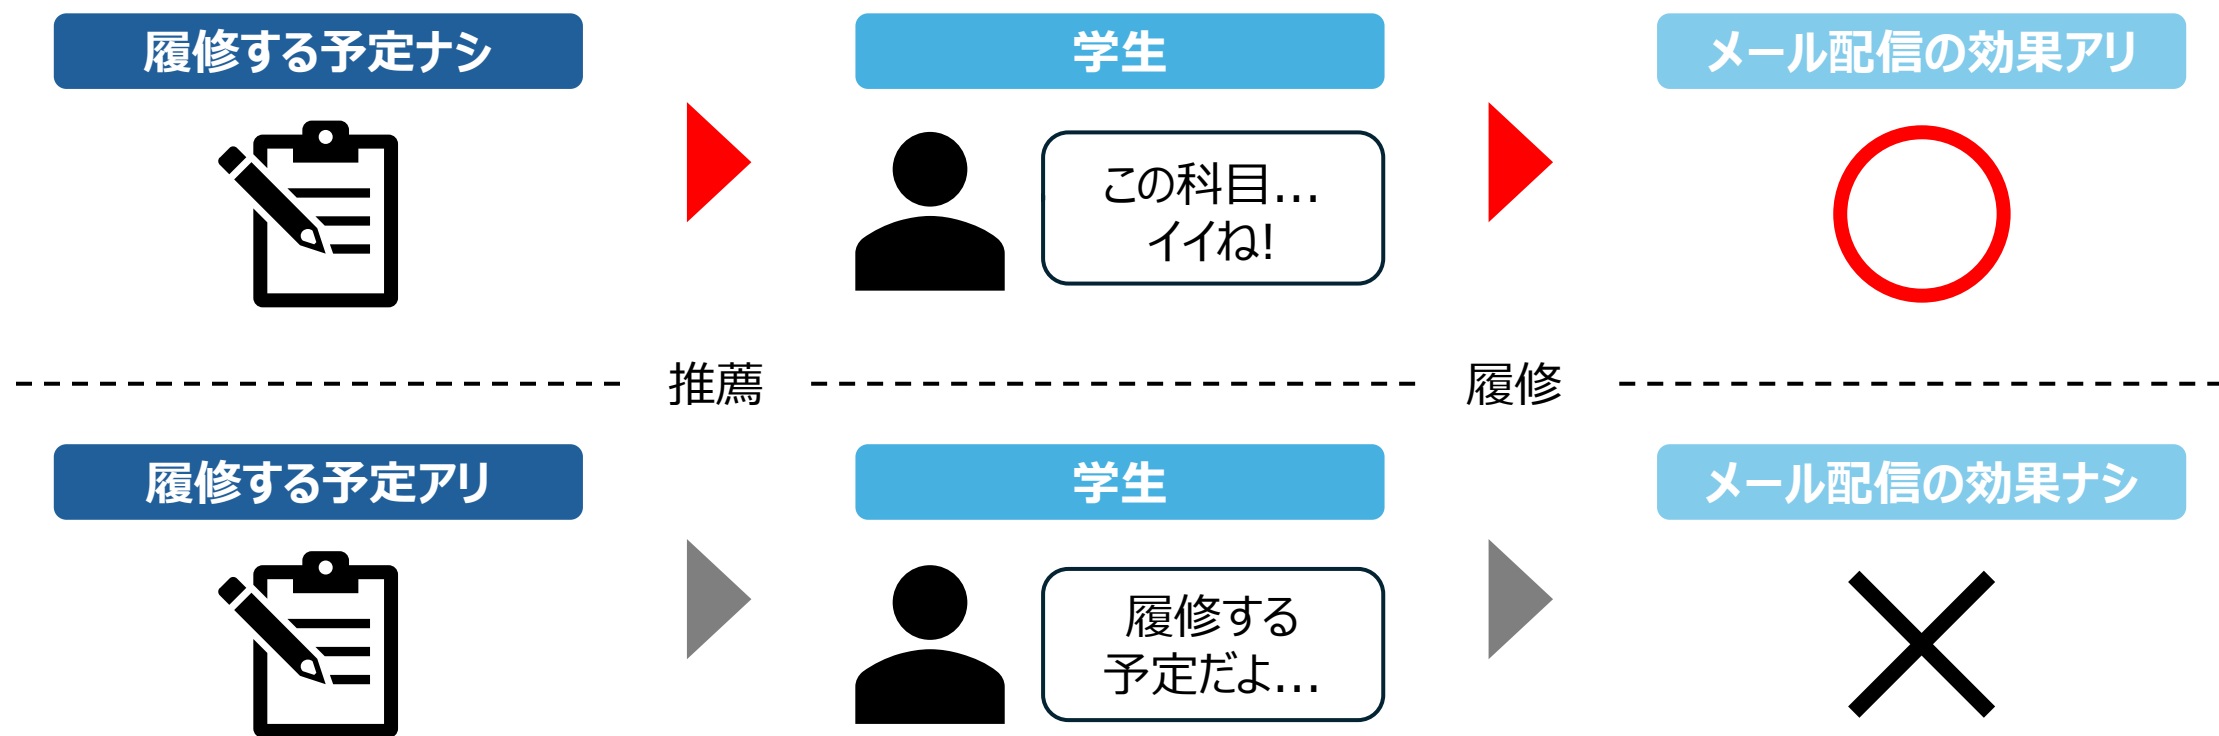 履修する予定ナシ
学生
メール配信の効果アリ
この科目…
イイね!
推薦
履修
履修する予定アリ
学生
メール配信の効果ナシ
履修する
予定だよ…